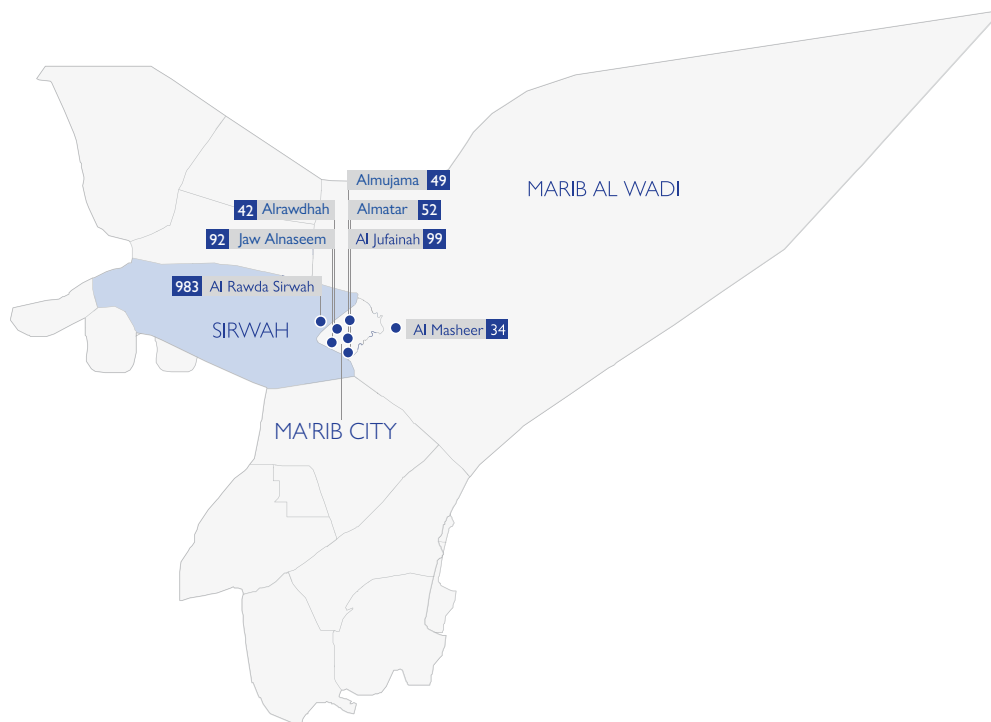 Almujama 49
MARIB AL WADI
42 Alrawdhah
Almatar 52
92 Jaw Alnaseem
Al Jufainah 99
983 Al Rawda Sirwah
SIRWAH
Al Masheer 34
MA'RIB CITY